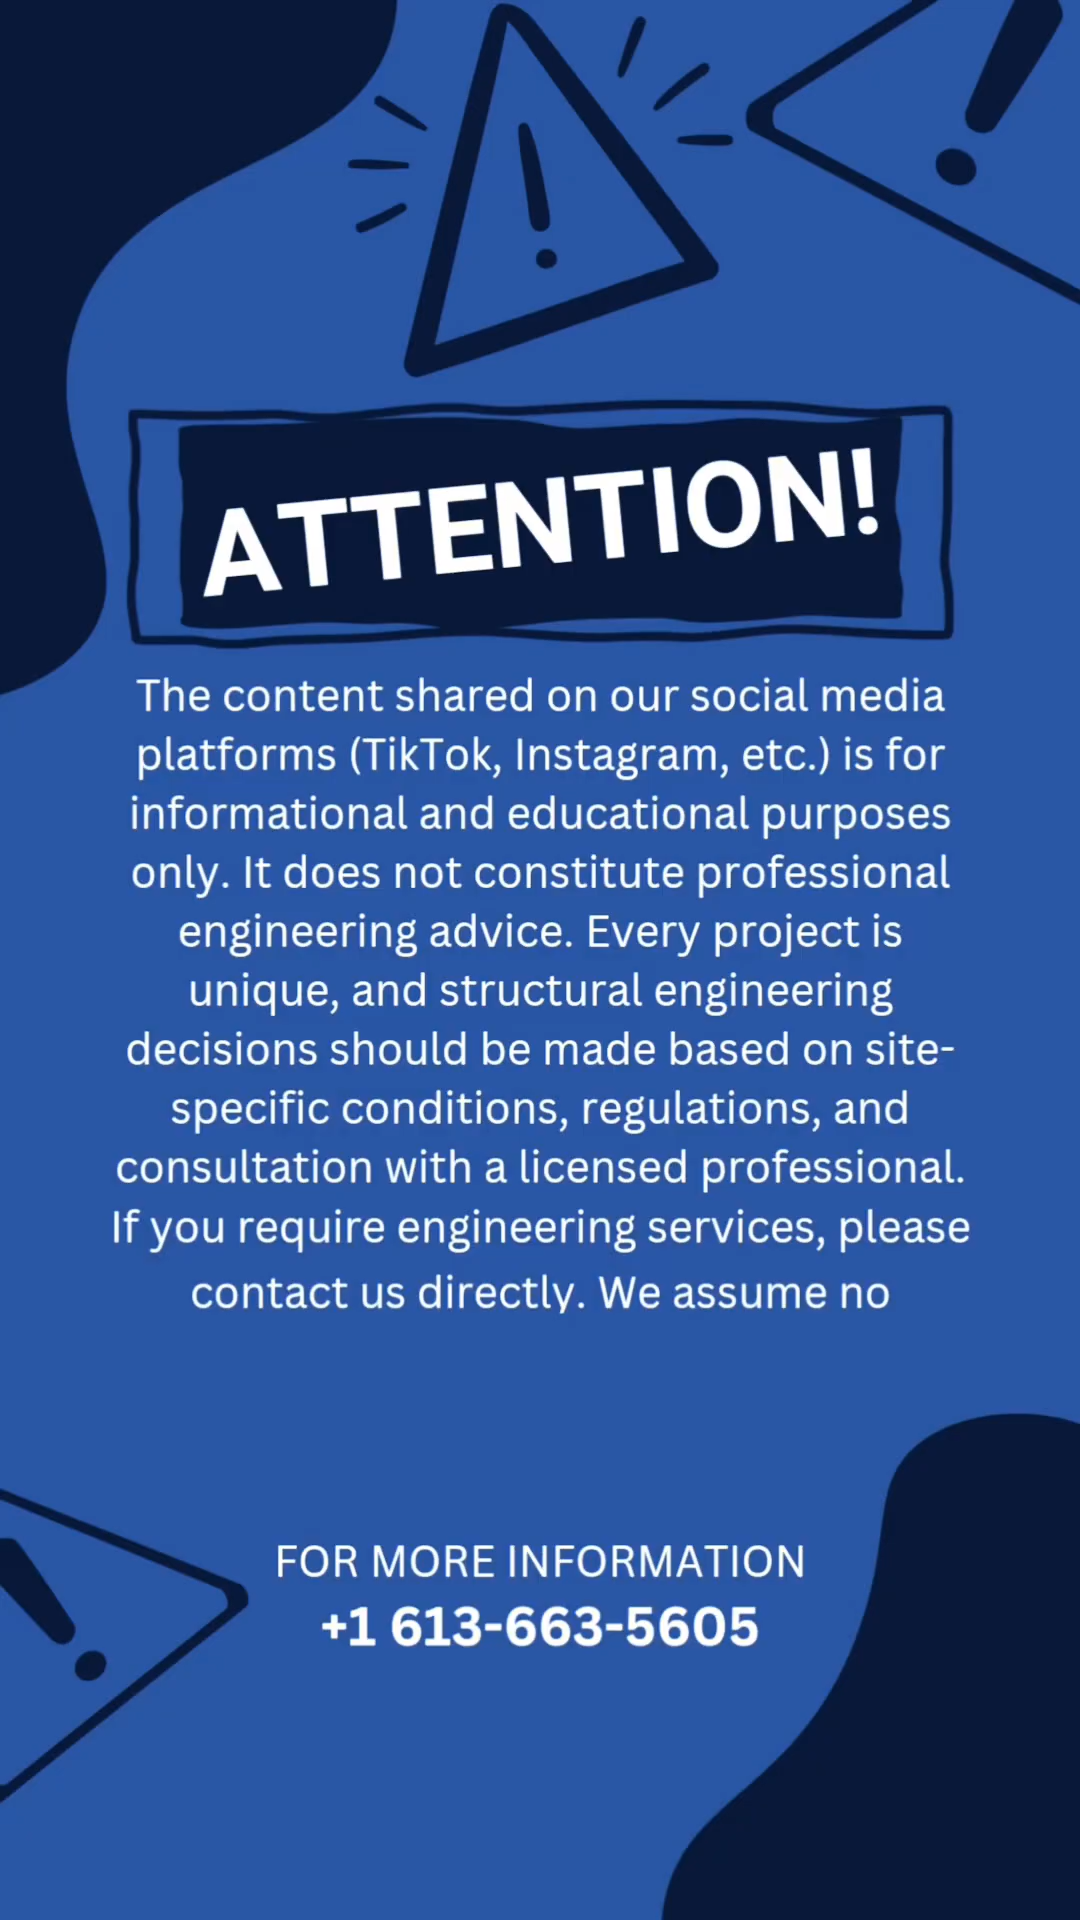 ATTENTION!
The content shared on our social media
platforms (TikTok, Instagram, etc.) is for
informational and educational purposes
only. It does not constitute professional
engineering advice. Every project is
unique, and structural engineering
decisions should be made based on site-
specific conditions, regulations, and
consultation with a licensed professional.
If you require engineering services, please
contact us directly. We assume no
FOR MORE INFORMATION
+1 613-663-5605